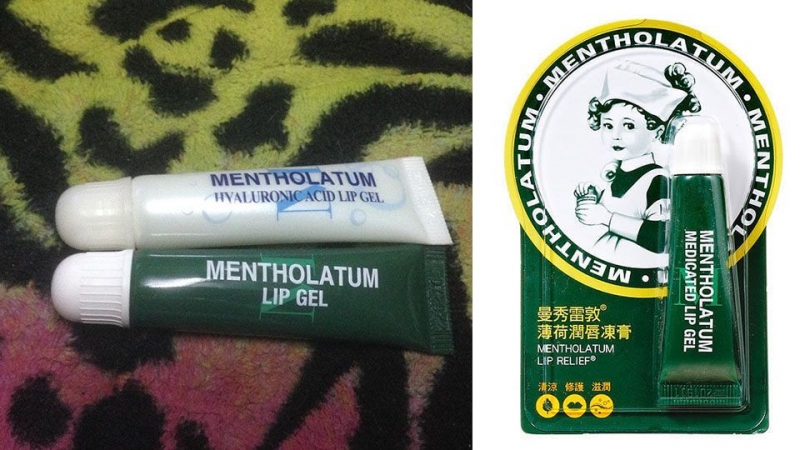 MENTHOLATUM
HYALURONIC ACID LIP GEL
MENTHOLATUM
LIP GEL
MENTHOLATUM · MENTHOLATUM · MENTHOLATUM ·
MENTHOLATUM
MEDICATED LIP GEL
曼秀雷敦®
薄荷潤唇凍膏
MENTHOLATUM
LIP RELIEF®
清涼 修護 滋潤